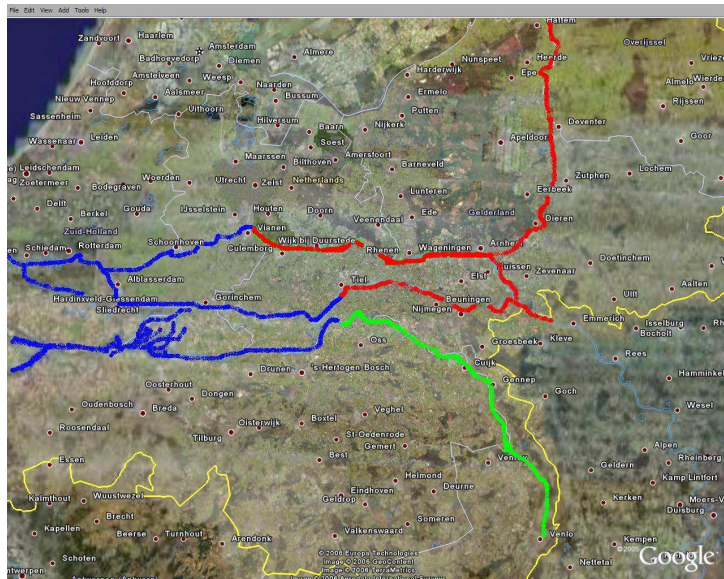 File Edit View Add Tools Help
Hattem
Zandvoort
Haarlem
Overijssel
Amsterdam
Badhoevedorp
Diemen
Almere
Nunspeet
Heerde
Harderwijk
Epe
Amstelveen
Weesp
Hoofddorp
Naarden
Almelo
Wierde
Aalsmeer
Bussum
Ermelo
Nieuw Vennep
Uithoorn
Rijssen
Putten
Sassenheim
Hilversum
Nijkerk
Baarn
Deventer
Leiden
Wassenaar
Soest
Apeldoorn
Goor
Maarssen
Amersfoort
Bilthoven
Barneveld
Leidschendam
Woerden
Lochem
Zoetermeer
Utrecht
Zeist
Netherlands
Zutphen
Bodegraven
Lunteren
Eerbeek
Delft
Gouda
IJsselstein
Houten
Doorn
Ede
Gelderland
Berkel
Veenendaal
Dieren
Zuid-Holland
Vianen
Wijk bij Duurstede
Schiedam
Rotterdam
Schoonhoven
Culemborg
Rhenen
Wageningen
Arnhem
Doetinchem
Huissen
Zevenaar
Alblasserdam
Tiel
Elst
Aalten
Ulft
Hardinxveld-Giessendam
Gorinchem
Beuningen
Sliedrecht
Nijmegen
Emmerich
Isselburg
Bocholt
Kleve
Oss
Groesbeek
Rees
Cuijk
Drunen
's-Hertogen-Bosch
Hamminkel
Gennep
Oosterhout
Dongen
Goch
Oudenbosch
Breda
Veghel
Wesel
Roosendaal
Oisterwijk
Boxtel
Tilburg
St-Oedenrode
Gemert
Alpen
Essen
Best
Rheinberg
Geldern
Helmond
Kamp Lintfort
Kalmthout
Wuustwezel
Eindhoven
Deurne
Moers
Geldrop
Kerken
Duisburg
Brecht
Someren
Kapellen
Beerse
Turnhout
Valkenswaard
Venlo
Arendonk
Kempen
Schoten
Nettetal
© 2006 Europa Technologies
Image © 2006 GeoContent
Image © 2006 TerraMetrics
©2005 Google